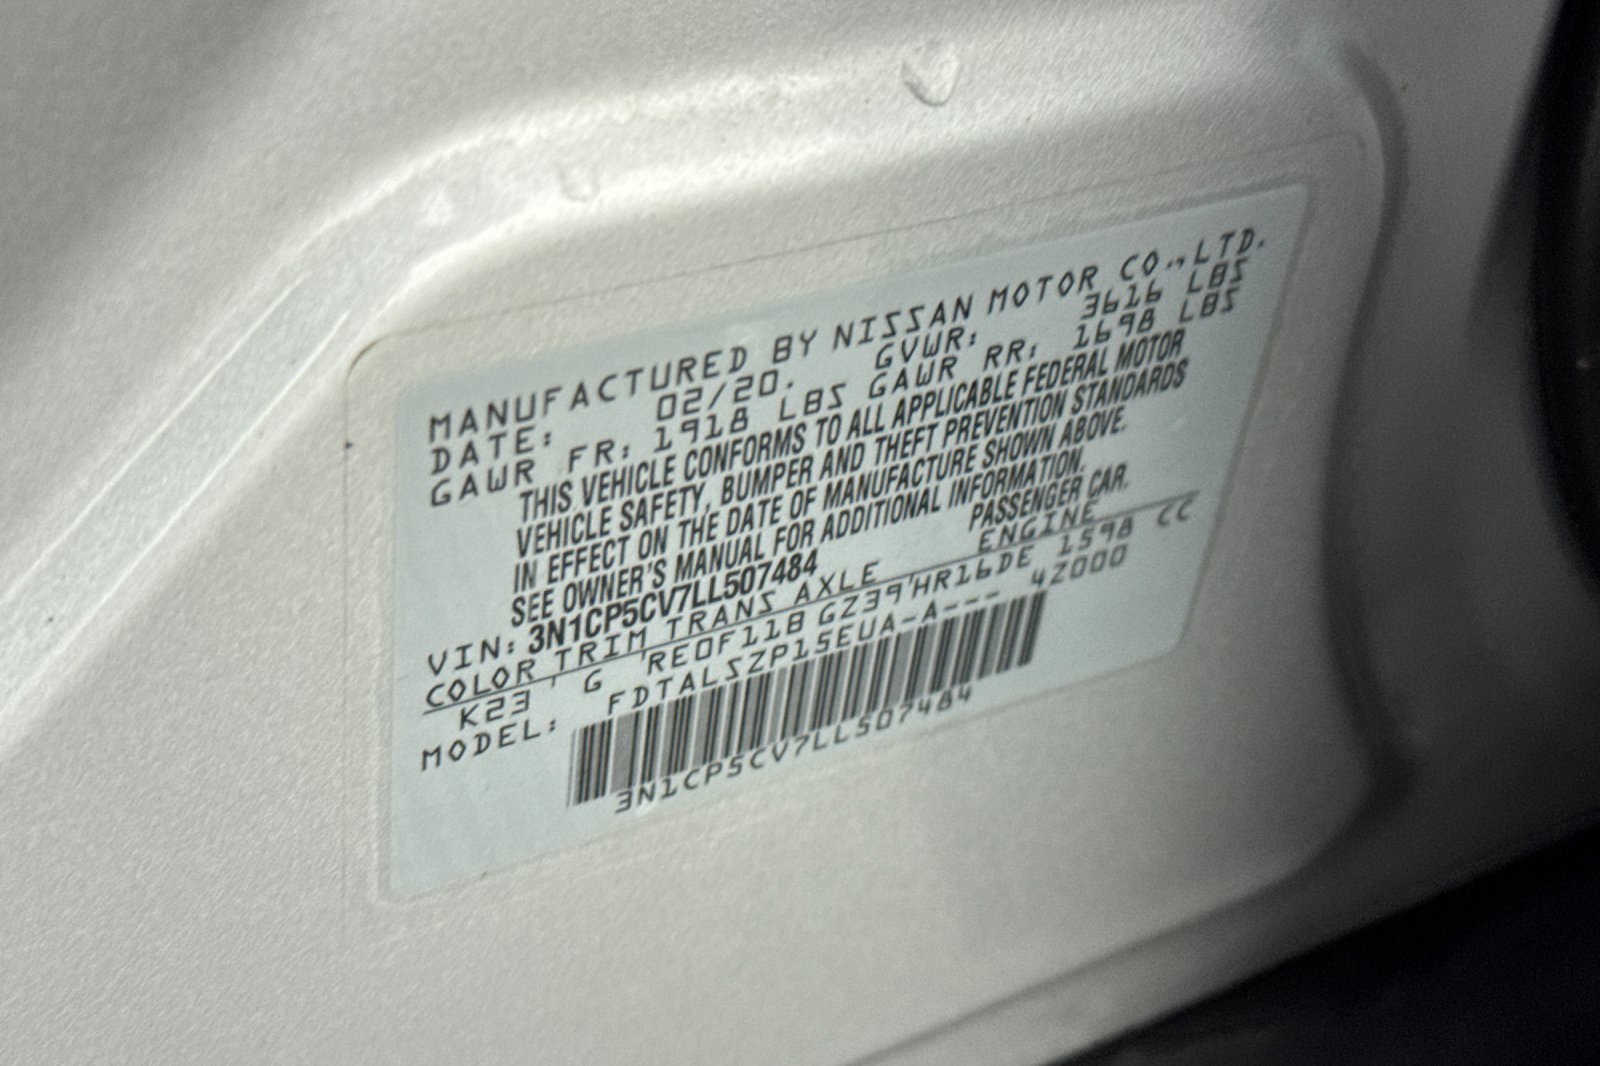 MANUFACTURED BY NISSAN MOTOR CO.,LTD.
DATE: 02/20. GVWR: 3616 LBS
GAWR FR: 1918 LBS GAWR RR: 1698 LBS
THIS VEHICLE CONFORMS TO ALL APPLICABLE FEDERAL MOTOR
VEHICLE SAFETY, BUMPER AND THEFT PREVENTION STANDARDS
IN EFFECT ON THE DATE OF MANUFACTURE SHOWN ABOVE.
SEE OWNER'S MANUAL FOR ADDITIONAL INFORMATION.
VIN: 3N1CP5CV7LL507484 PASSENGER CAR.
COLOR TRIM TRANS AXLE ENGINE
K23 ' G 'RE0F11B GZ39'HR16DE 1598 CC
MODEL: FDTALSZP15EUA-A--- 4Z000
3N1CP5CV7LL507484